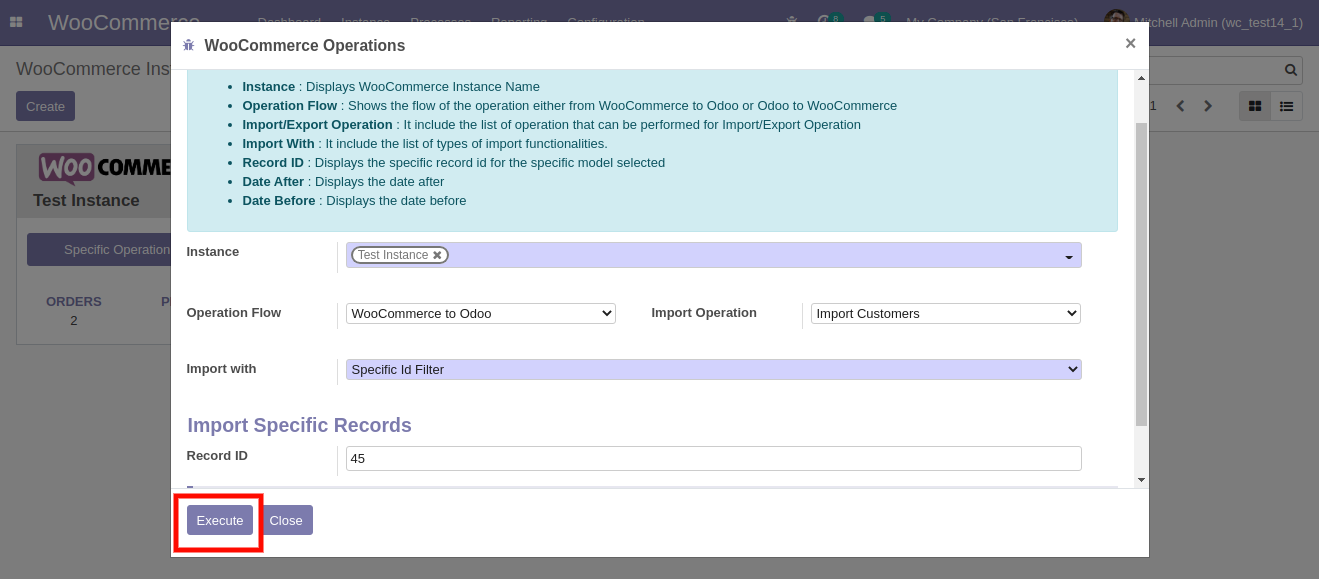 WooCommerce Dashboard Instance Processes Reporting Configuration 8 5 My Company (San Francisco) Mitchell Admin (wc_test14_1)
WooCommerce Operations ×
WooCommerce Ins
Create
1
Instance : Displays WooCommerce Instance Name
Operation Flow : Shows the flow of the operation either from WooCommerce to Odoo or Odoo to WooCommerce
Import/Export Operation : It include the list of operation that can be performed for Import/Export Operation
Import With : It include the list of types of import functionalities.
Record ID : Displays the specific record id for the specific model selected
Date After : Displays the date after
Date Before : Displays the date before
WOO COMME
Test Instance
Specific Operation
ORDERS P
2
Instance Test Instance ×
Operation Flow WooCommerce to Odoo Import Operation Import Customers
Import with Specific Id Filter
Import Specific Records
Record ID 45
Execute Close